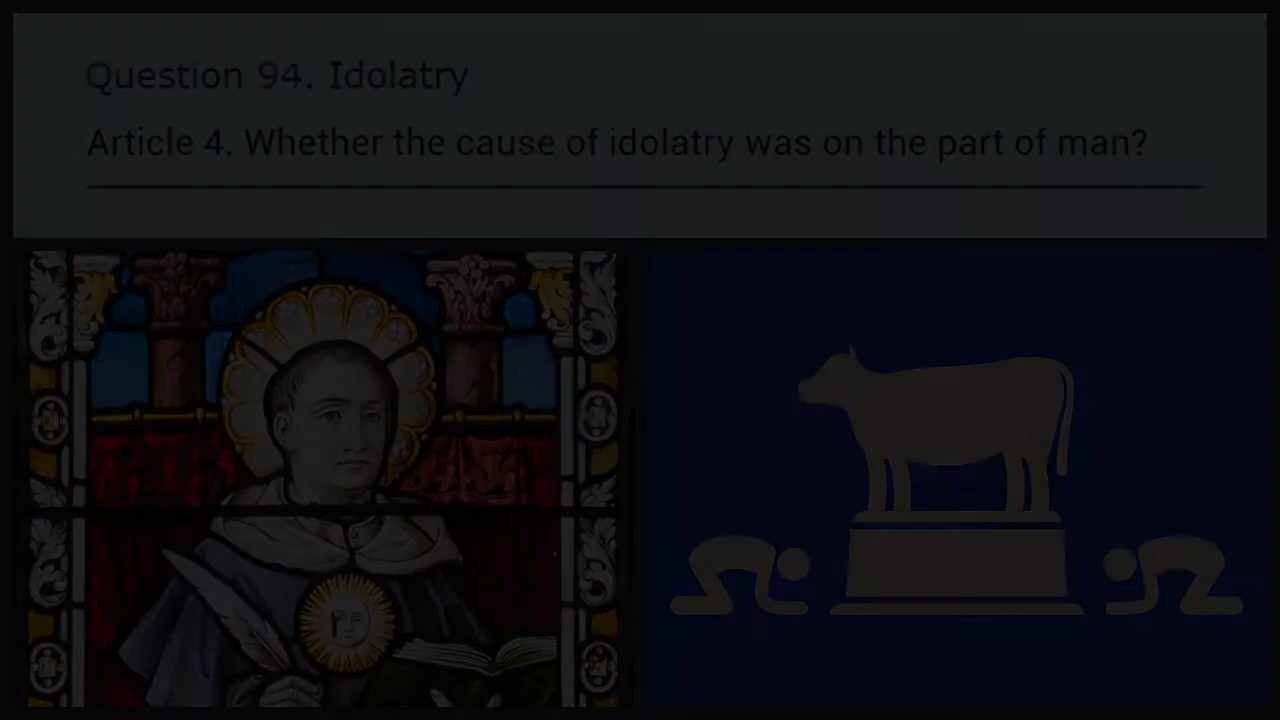 Question 94. Idolatry
Article 4. Whether the cause of idolatry was on the part of man?